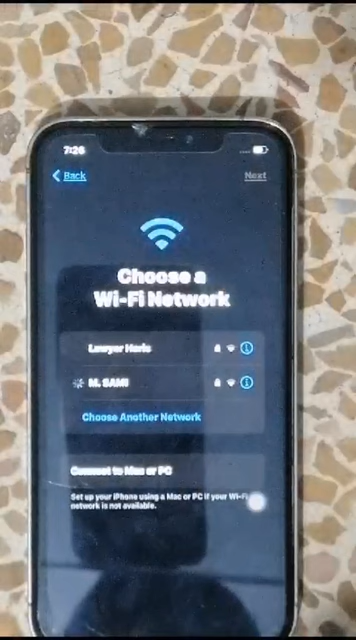 7:26
Back
Next
Choose a
Wi-Fi Network
Lawyer Haris
M. SAMI
Choose Another Network
Connect to Mac or PC
Set up your iPhone using a Mac or PC if your Wi-Fi
network is not available.